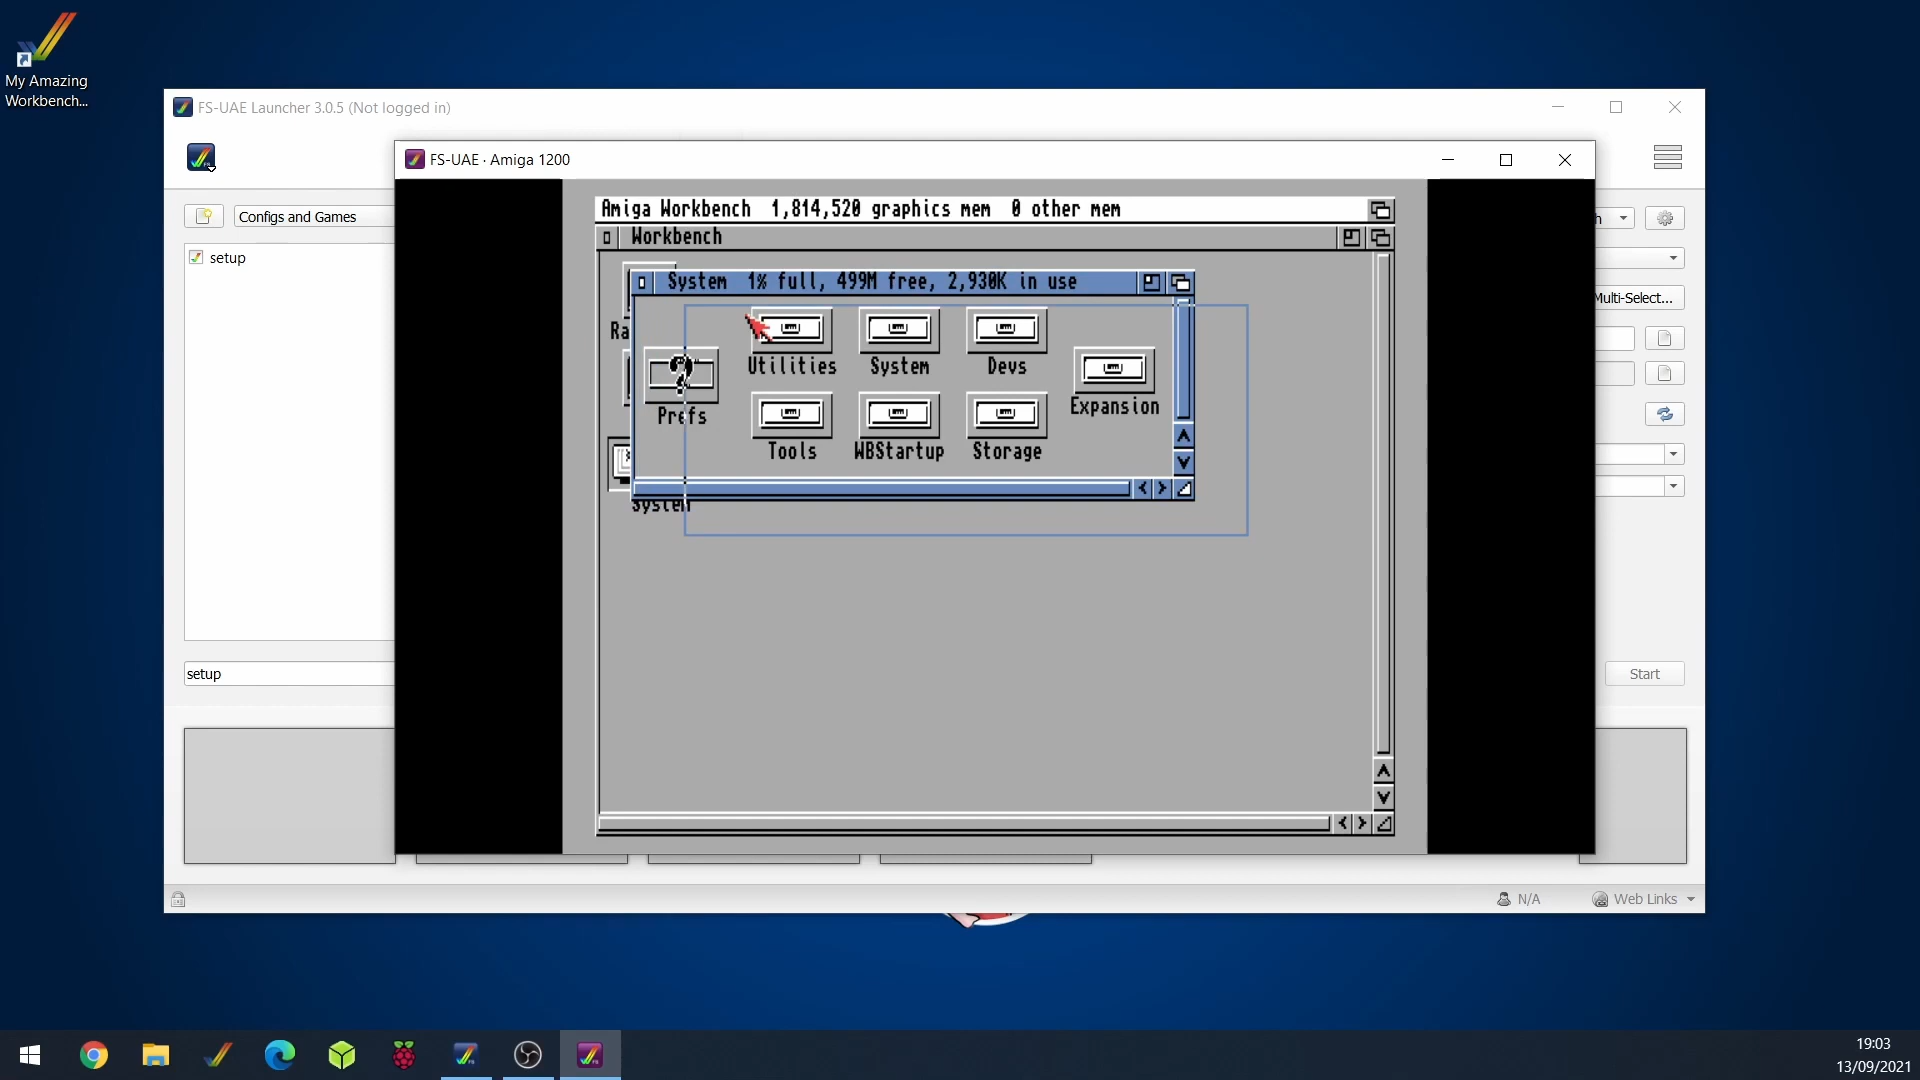 My Amazing
Workbench...
FS-UAE Launcher 3.0.5 (Not logged in)
FS-UAE · Amiga 1200
Configs and Games
setup
setup
Amiga Workbench 1,814,520 graphics mem 0 other mem
Workbench
System 1% full, 499M free, 2,930K in use
Ra
Utilities
System
Devs
Prefs
Expansion
Tools
WBStartup
Storage
System
h
Multi-Select...
Start
N/A
Web Links
19:03
13/09/2021